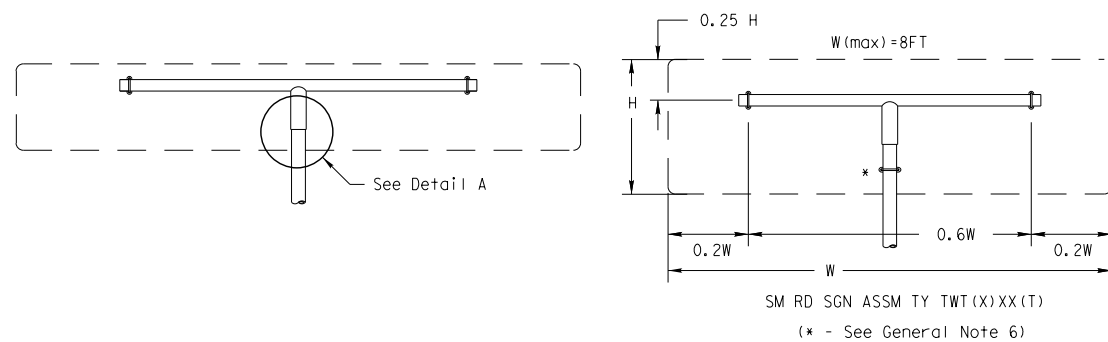 0.25 H
W(max)=8FT
H
*
See Detail A
0.2W
0.6W
0.2W
W
SM RD SGN ASSM TY TWT(X)XX(T)
(* - See General Note 6)